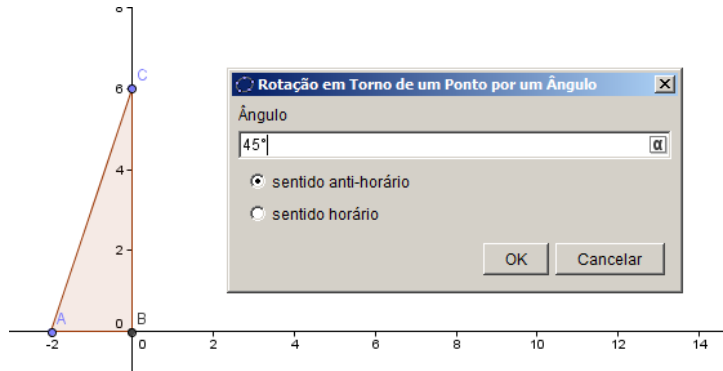 8
C
6
4
2
0
A
B
-2
0
2
4
6
8
10
12
14
Rotação em Torno de um Ponto por um Ângulo
Ângulo
45°
α
sentido anti-horário
sentido horário
OK
Cancelar